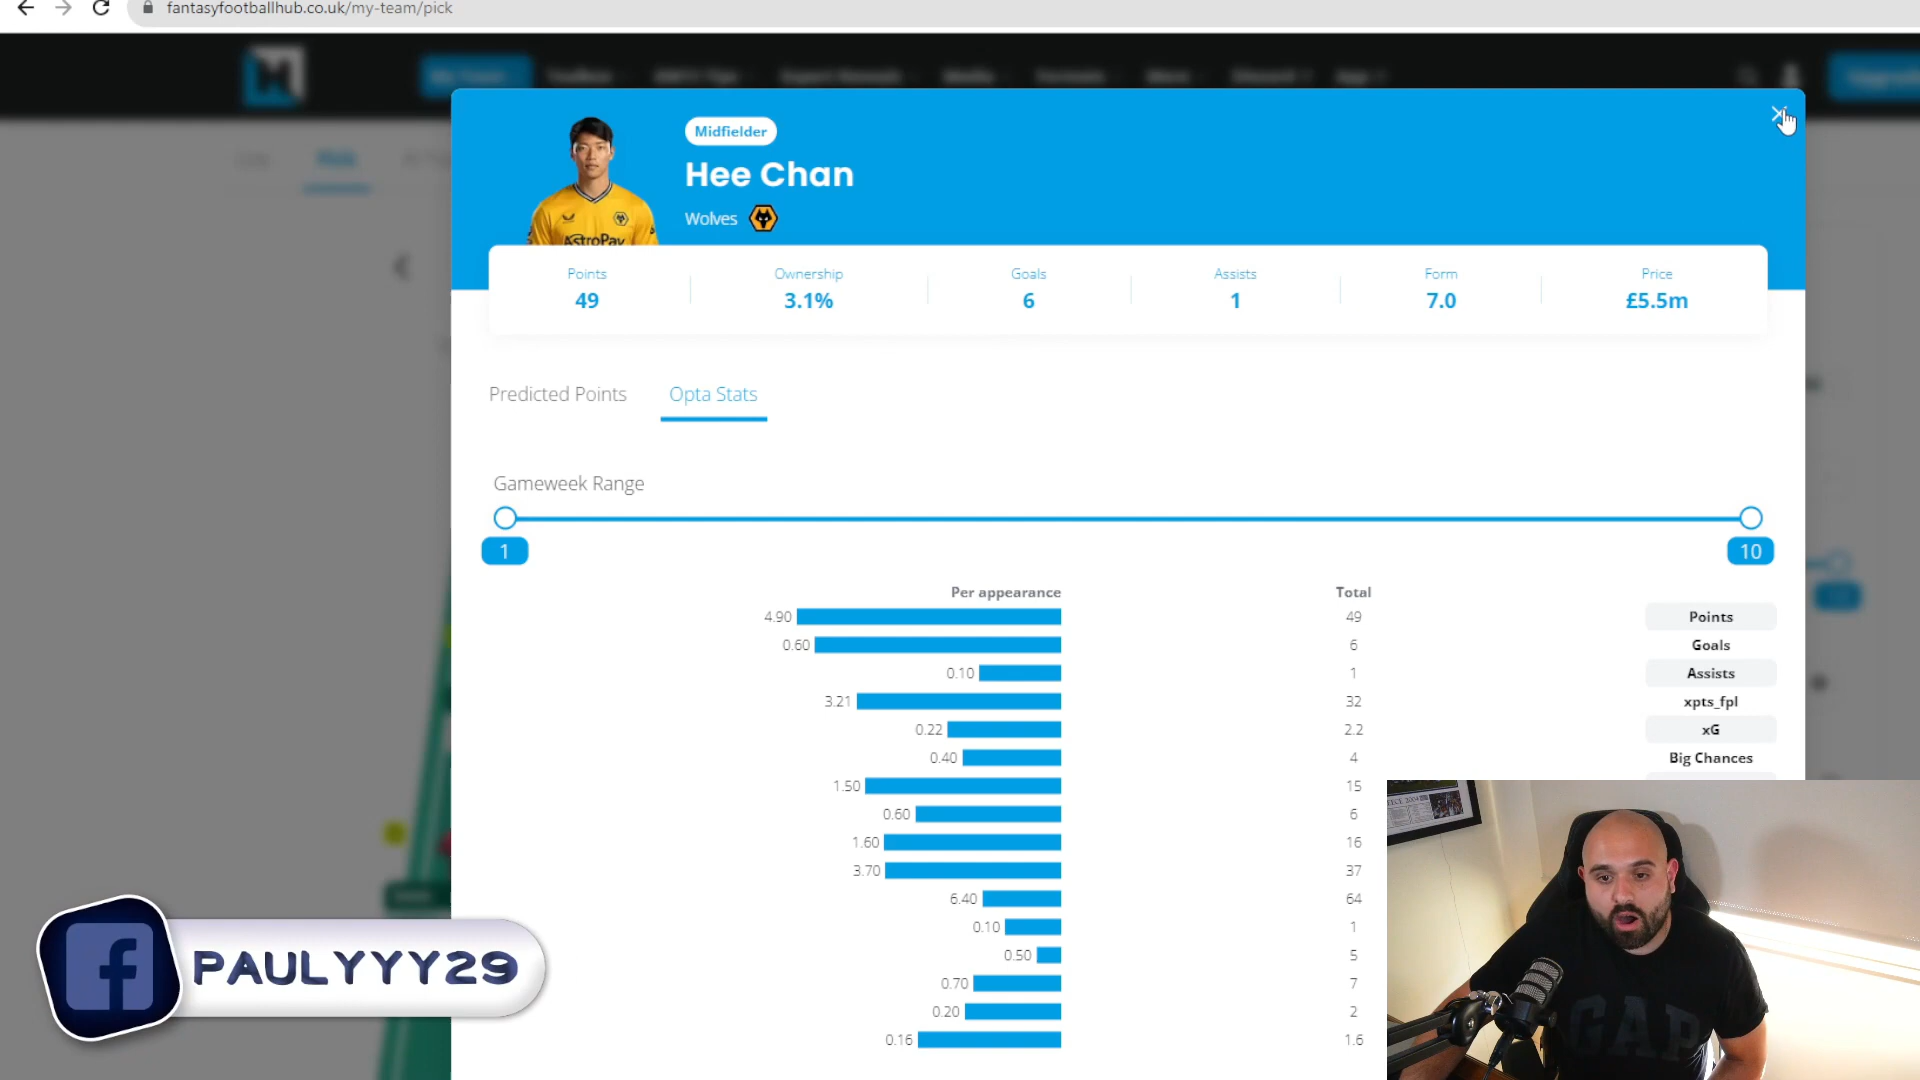 fantasyfootballhub.co.uk/my-team/pick
Midfielder
Hee Chan
Wolves
AstroPay
Points Ownership Goals Assists Form Price
49 3.1% 6 1 7.0 £5.5m
Predicted Points Opta Stats
Gameweek Range
1 10
Per appearance Total
4.90 49 Points
0.60 6 Goals
0.10 1 Assists
3.21 32 xpts_fpl
0.22 2.2 xG
0.40 4 Big Chances
1.50 15
0.60 6
1.60 16
3.70 37
6.40 64
0.10 1
0.50 5
0.70 7
0.20 2
0.16 1.6
f PAULYYY29
GAP